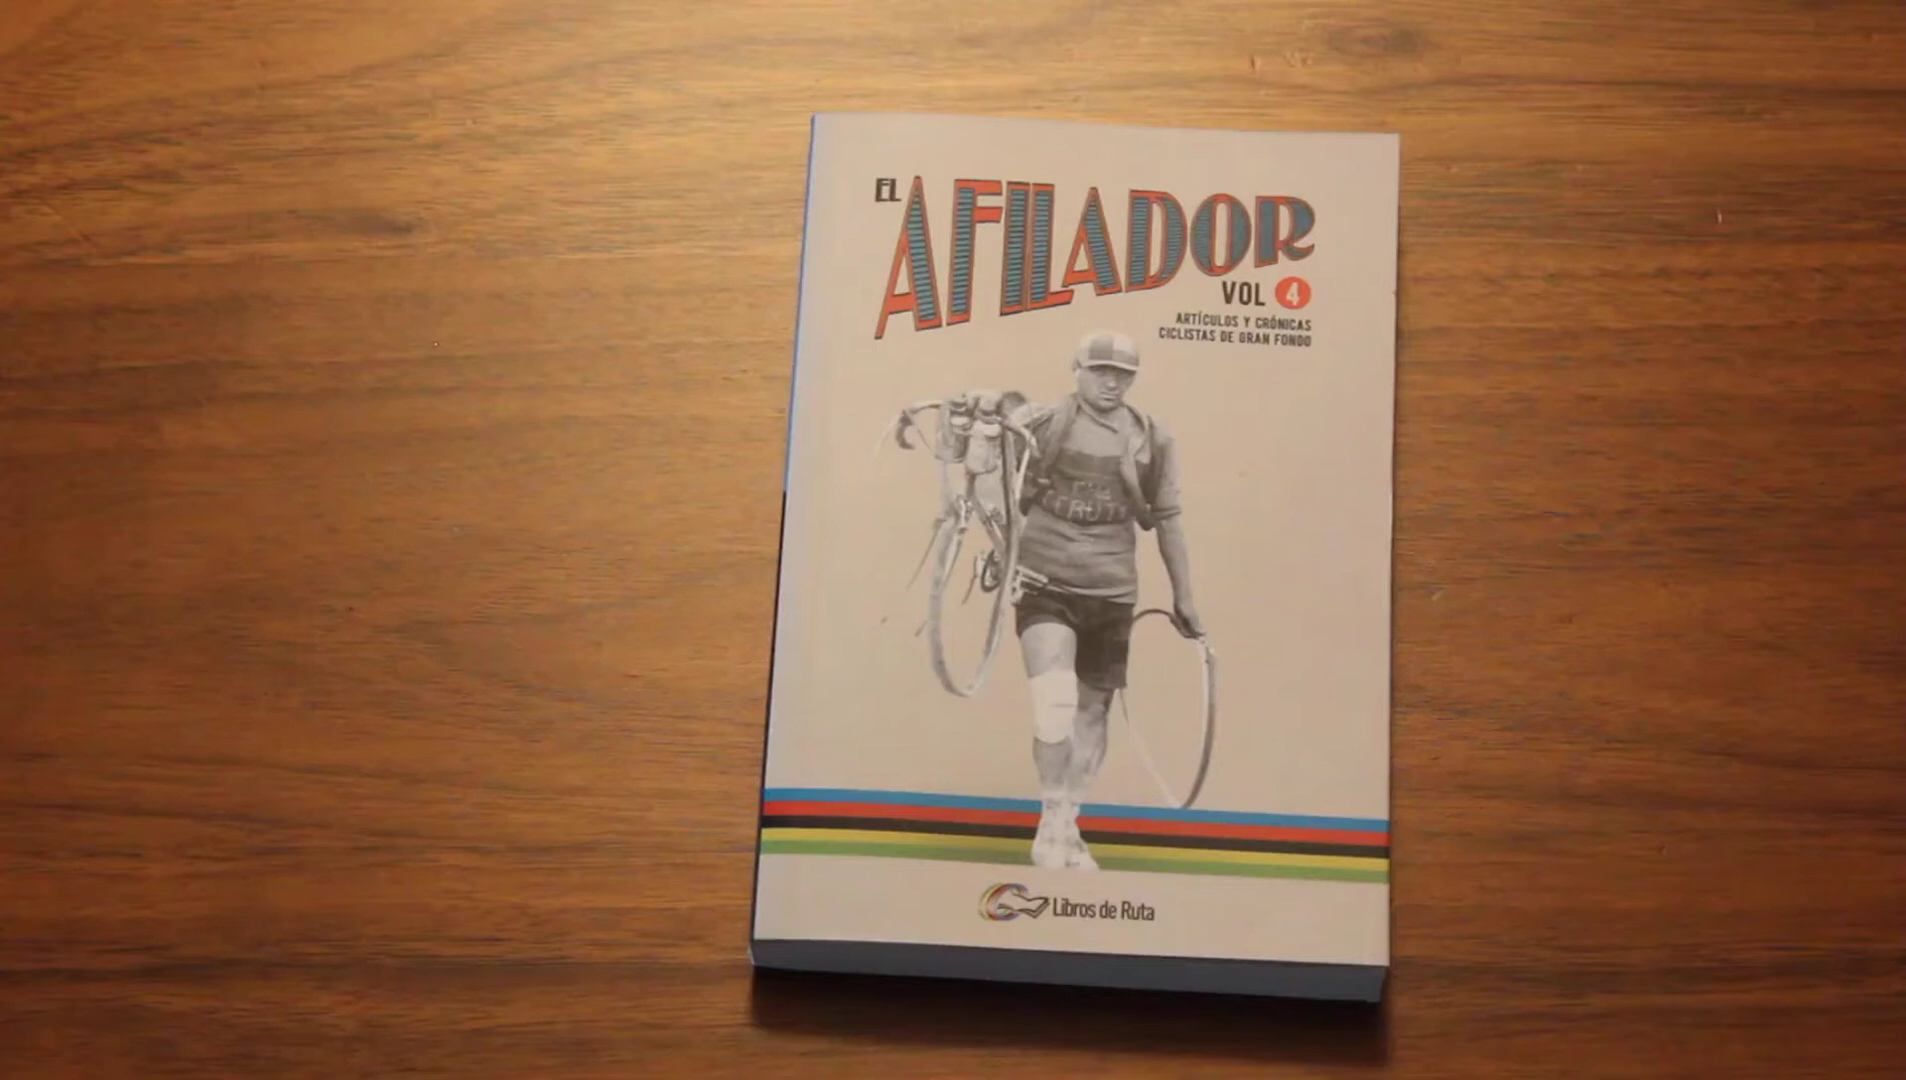 EL
AFILADOR
VOL 4
ARTÍCULOS Y CRÓNICAS
CICLISTAS DE GRAN FONDO
Libros de Ruta